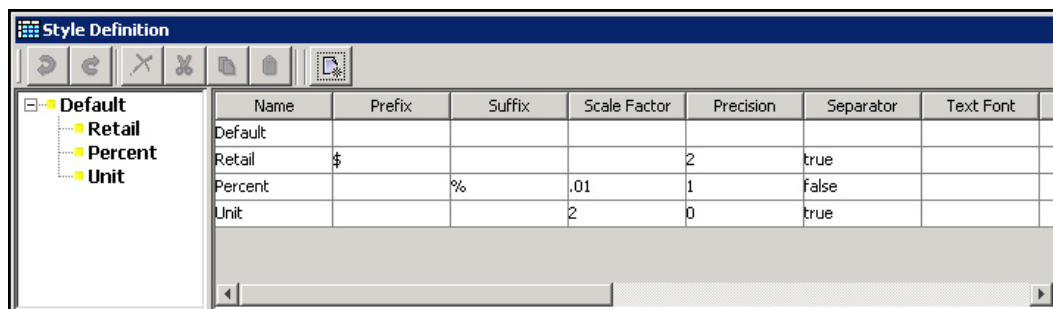 Style Definition
Default
Retail
Percent
Unit
Name Prefix Suffix Scale Factor Precision Separator Text Font
Default
Retail $ 2 true
Percent % .01 1 false
Unit 2 0 true